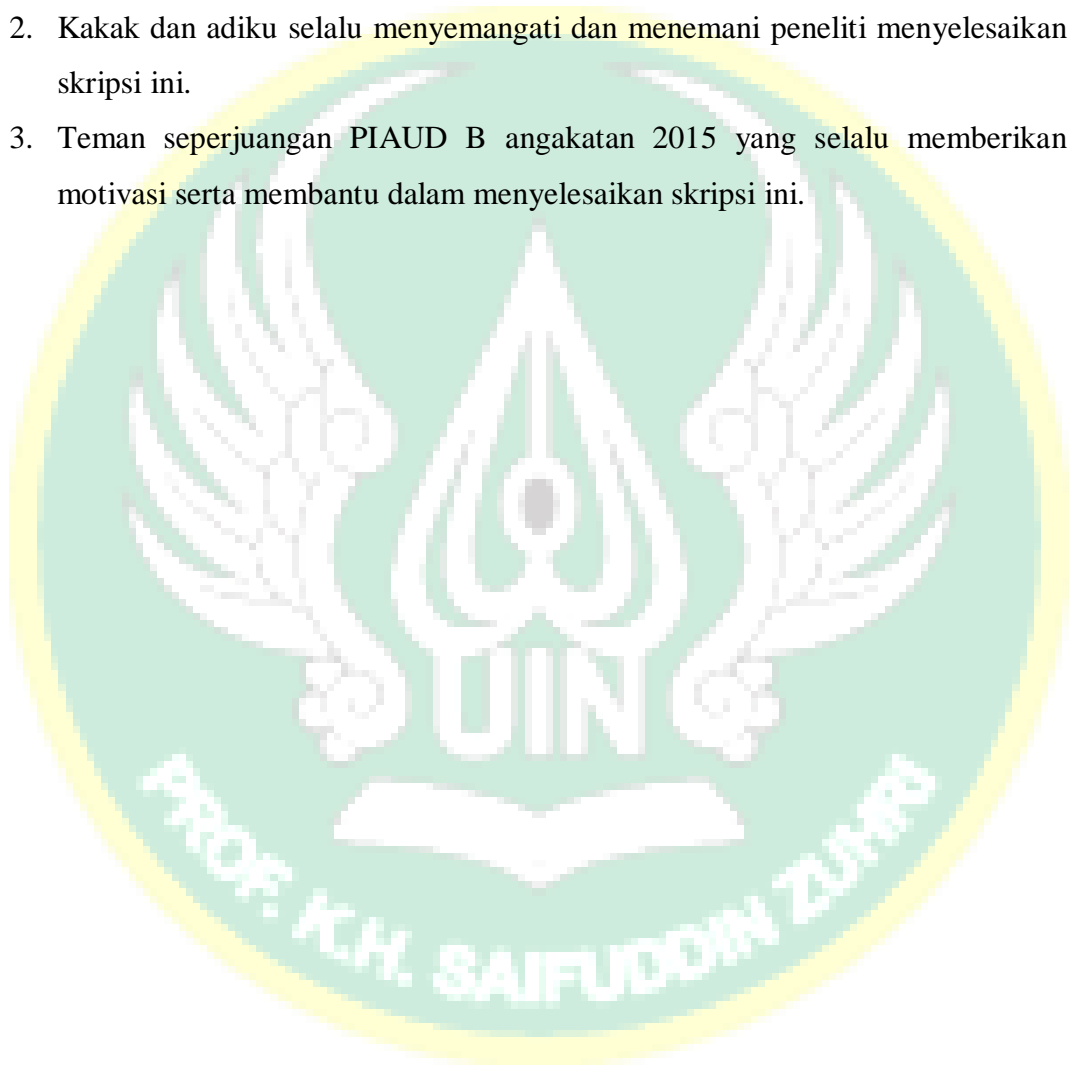 2. Kakak dan adiku selalu menyemangati dan menemani peneliti menyelesaikan
skripsi ini.
3. Teman seperjuangan PIAUD B angakatan 2015 yang selalu memberikan
motivasi serta membantu dalam menyelesaikan skripsi ini.
UIN
PROF. K.H. SAIFUDDIN ZUHRI